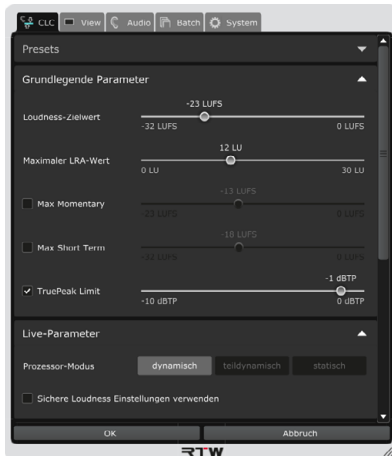 CLC View Audio Batch System
Presets
Grundlegende Parameter
-23 LUFS
Loudness-Zielwert
-32 LUFS 0 LUFS
12 LU
Maximaler LRA-Wert
0 LU 30 LU
-13 LUFS
Max Momentary
-23 LUFS 0 LUFS
-18 LUFS
Max Short Term
-32 LUFS 0 LUFS
-1 dBTP
TruePeak Limit
-10 dBTP 0 dBTP
Live-Parameter
Prozessor-Modus dynamisch teildynamisch statisch
Sichere Loudness Einstellungen verwenden
OK Abbruch
RTW